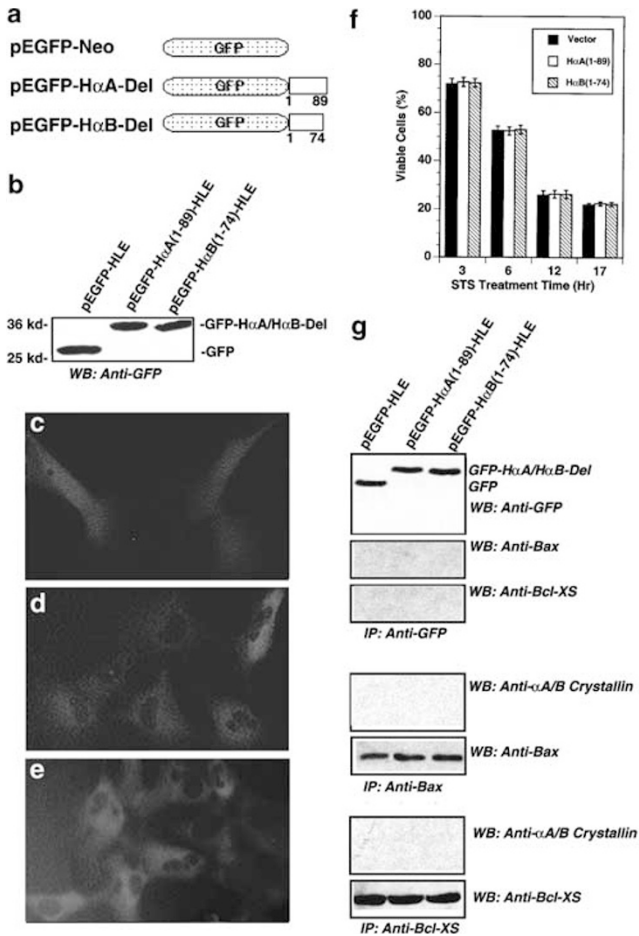 a
pEGFP-Neo
GFP
pEGFP-HαA-Del
GFP
1 89
pEGFP-HαB-Del
GFP
1 74
b
pEGFP-HLE
pEGFP-HαA(1-89)-HLE
pEGFP-HαB(1-74)-HLE
36 kd-
-GFP-HαA/HαB-Del
25 kd-
-GFP
WB: Anti-GFP
c
d
e
f
Viable Cells (%)
100
80
60
40
20
0
Vector
HαA(1-89)
HαB(1-74)
3 6 12 17
STS Treatment Time (Hr)
g
pEGFP-HLE
pEGFP-HαA(1-89)-HLE
pEGFP-HαB(1-74)-HLE
GFP-HαA/HαB-Del
GFP
WB: Anti-GFP
WB: Anti-Bax
WB: Anti-Bcl-XS
IP: Anti-GFP
WB: Anti-αA/B Crystallin
WB: Anti-Bax
IP: Anti-Bax
WB: Anti-αA/B Crystallin
WB: Anti-Bcl-XS
IP: Anti-Bcl-XS